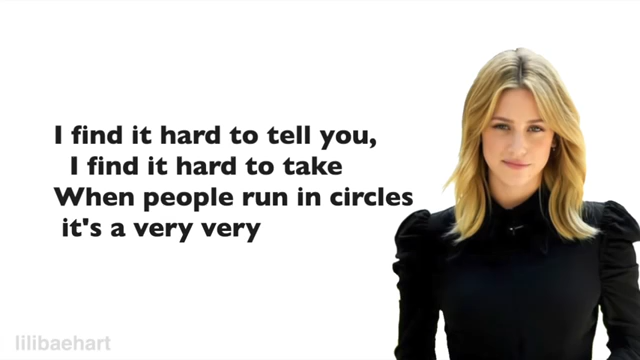 I find it hard to tell you,
I find it hard to take
When people run in circles
it's a very very
lilibaehart